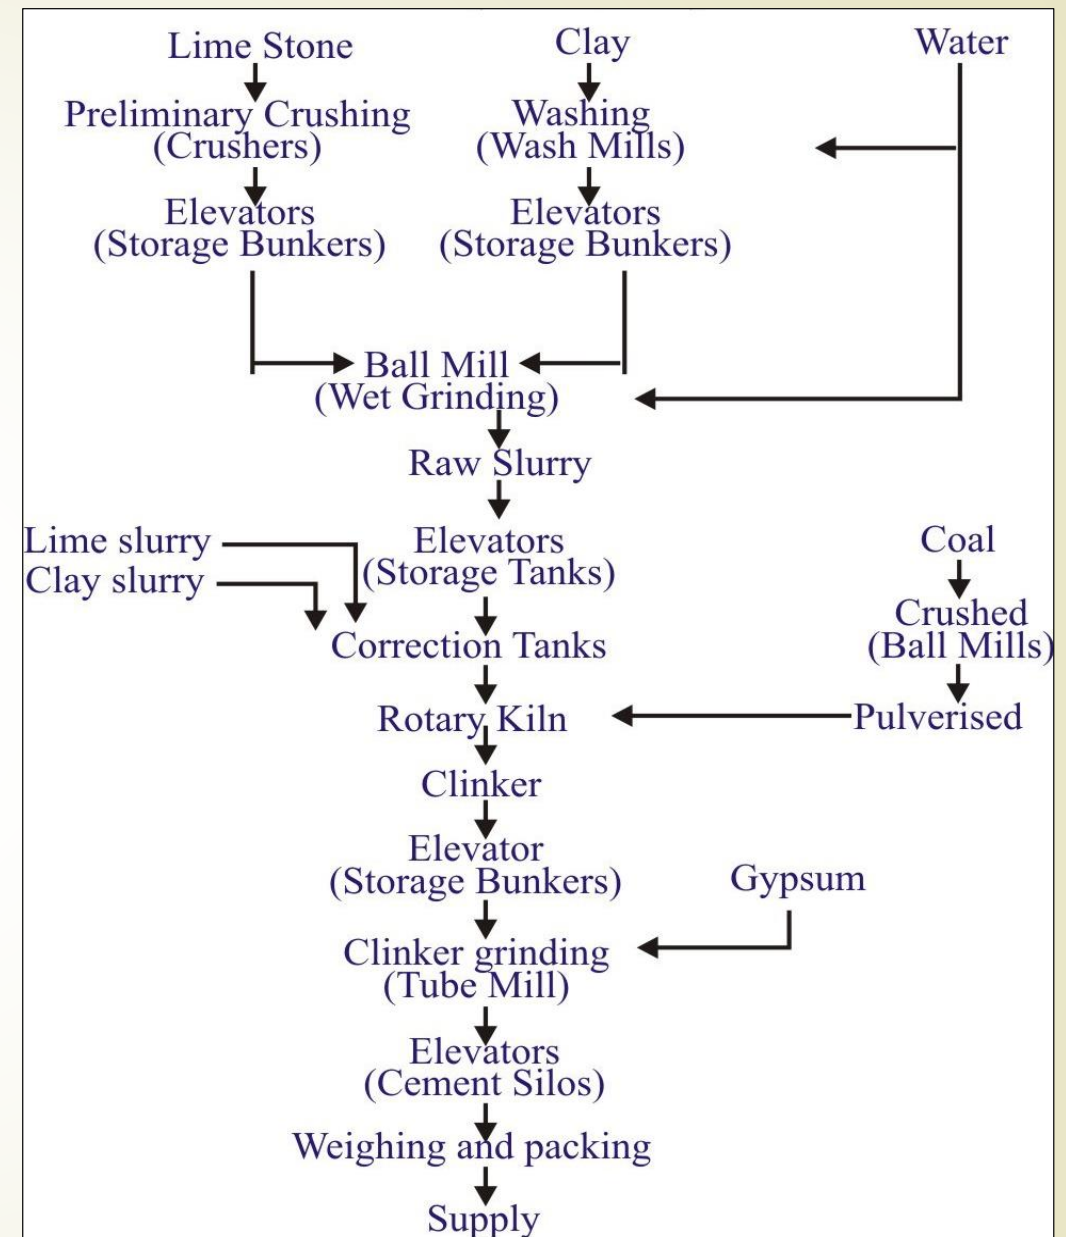 Lime Stone
Clay
Water
Preliminary Crushing
(Crushers)
Washing
(Wash Mills)
Elevators
(Storage Bunkers)
Elevators
(Storage Bunkers)
Ball Mill
(Wet Grinding)
Raw Slurry
Lime slurry
Clay slurry
Elevators
(Storage Tanks)
Coal
Crushed
(Ball Mills)
Correction Tanks
Rotary Kiln
Pulverised
Clinker
Elevator
(Storage Bunkers)
Gypsum
Clinker grinding
(Tube Mill)
Elevators
(Cement Silos)
Weighing and packing
Supply